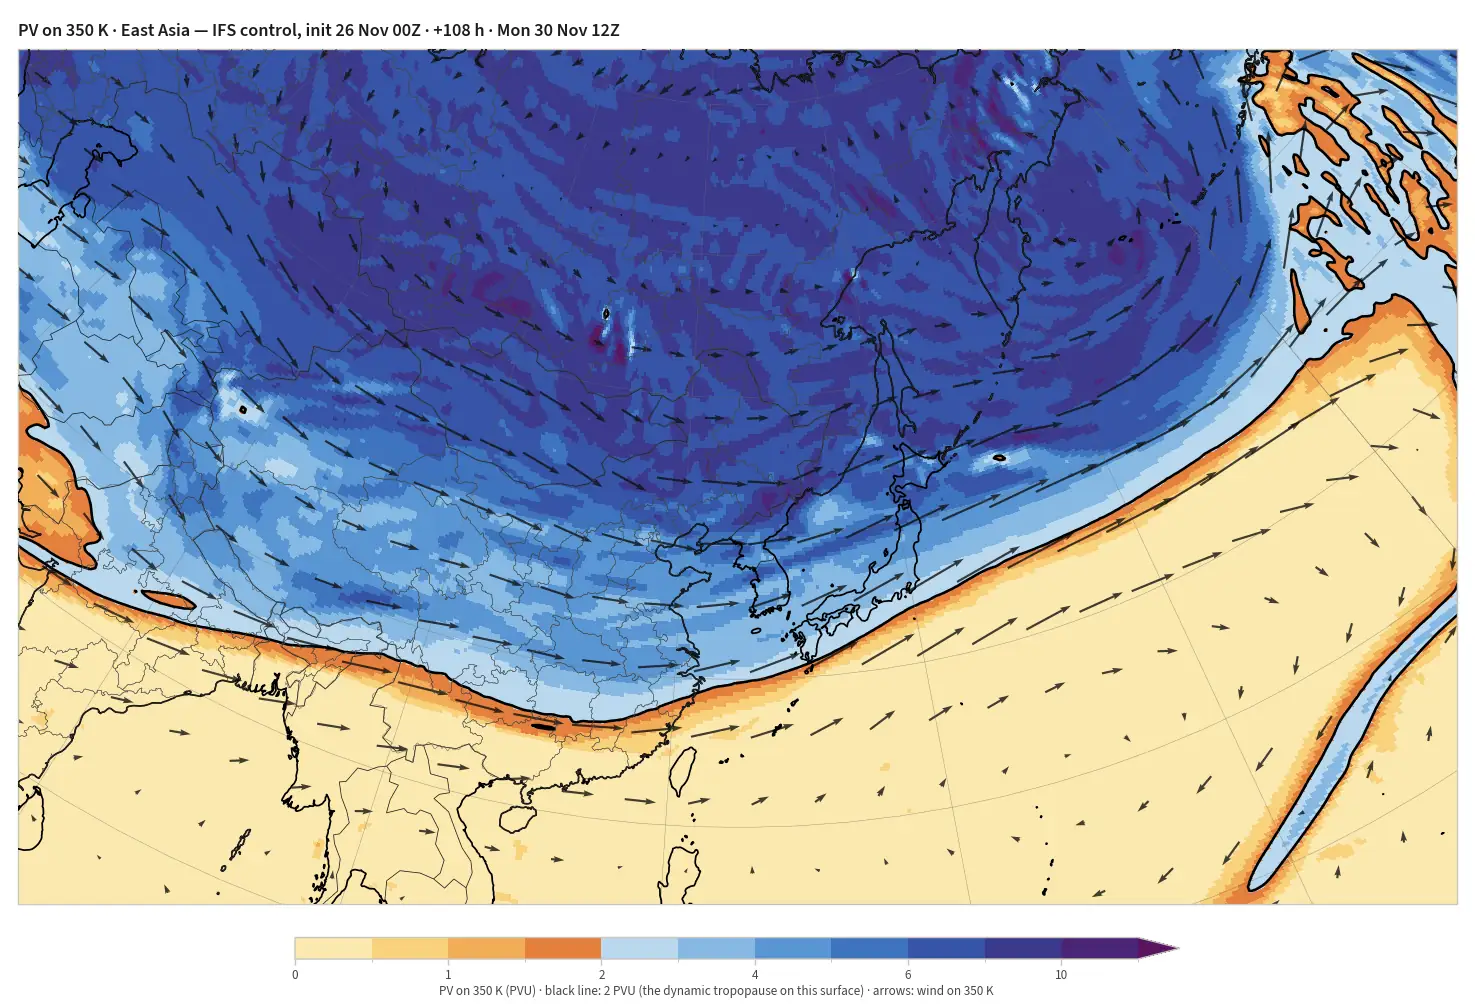 PV on 350 K · East Asia — IFS control, init 26 Nov 00Z · +108 h · Mon 30 Nov 12Z
0 1 2 4 6 10
PV on 350 K (PVU) · black line: 2 PVU (the dynamic tropopause on this surface) · arrows: wind on 350 K